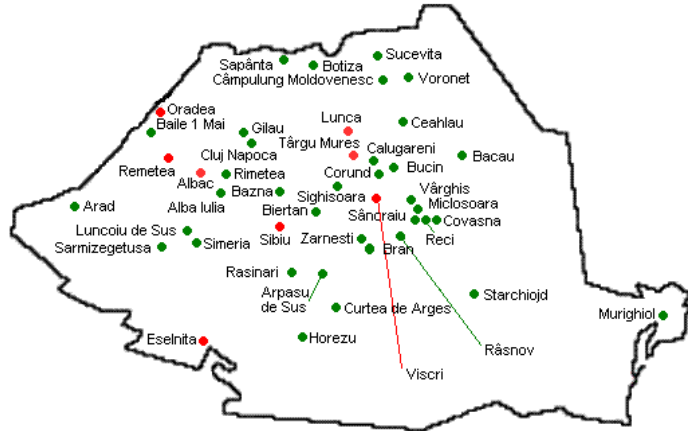 Sucevita
Sapânta
Botiza
Câmpulung Moldovenesc
Voronet
Oradea
Baile 1 Mai
Gilau
Lunca
Ceahlau
Târgu Mures
Calugareni
Cluj Napoca
Remetea
Rimetea
Corund
Bucin
Bacau
Albac
Bazna
Sighisoara
Vârghis
Miclosoara
Arad
Alba Iulia
Biertan
Sâncraiu
Covasna
Luncoiu de Sus
Sarmizegetusa
Simeria
Sibiu
Zarnesti
Bran
Reci
Rasinari
Arpasu
de Sus
Starchiojd
Curtea de Arges
Murighiol
Eselnita
Horezu
Râsnov
Viscri